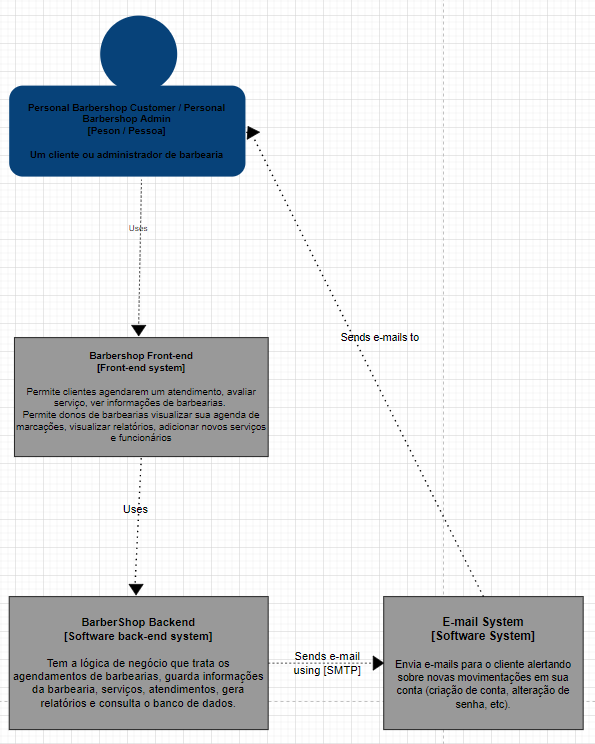 Personal Barbershop Customer / Personal
Barbershop Admin
[Peson / Pessoa]
Um cliente ou administrador de barbearia
Uses
Sends e-mails to
Barbershop Front-end
[Front-end system]
Permite clientes agendarem um atendimento, avaliar
serviço, ver informações de barbearias.
Permite donos de barbearias visualizar sua agenda de
marcações, visualizar relatórios, adicionar novos serviços
e funcionários
Uses
BarberShop Backend
[Software back-end system]
Tem a lógica de negócio que trata os
agendamentos de barbearias, guarda informações
da barbearia, serviços, atendimentos, gera
relatórios e consulta o banco de dados.
Sends e-mail
using [SMTP]
E-mail System
[Software System]
Envia e-mails para o cliente alertando
sobre novas movimentações em sua
conta (criação de conta, alteração de
senha, etc).